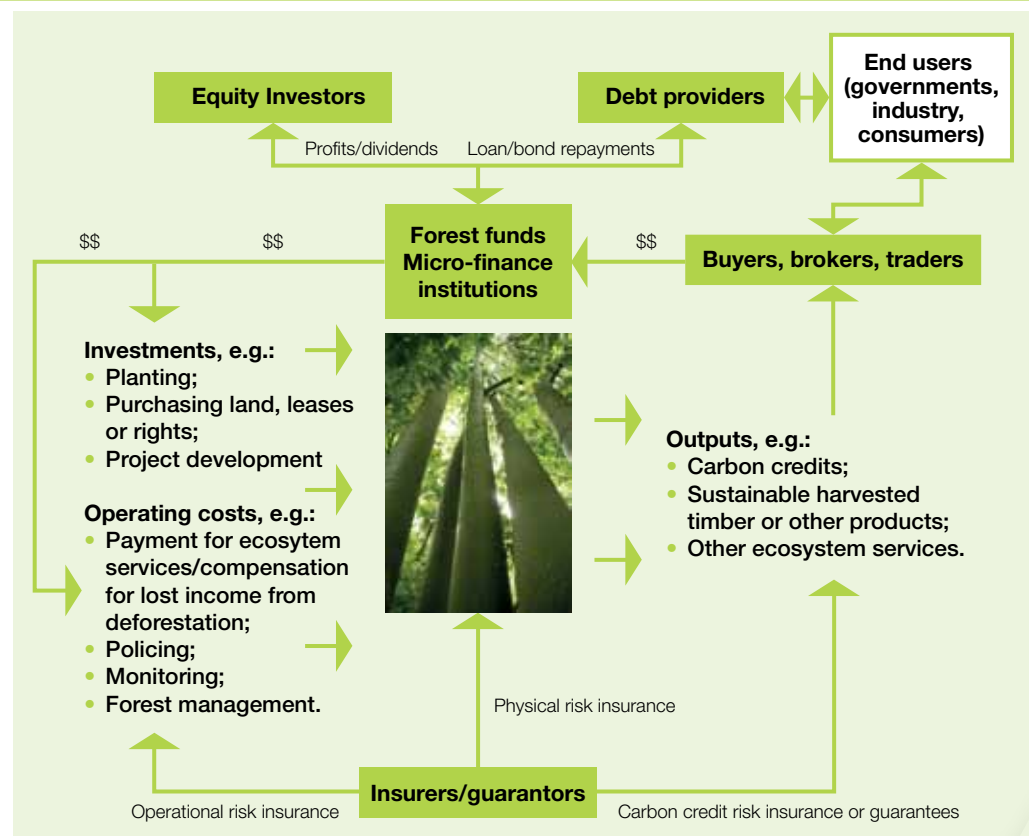 Equity Investors
Debt providers
End users
(governments,
industry,
consumers)
Profits/dividends
Loan/bond repayments
$$
$$
Forest funds
Micro-finance
institutions
$$
Buyers, brokers, traders
Investments, e.g.:
• Planting;
• Purchasing land, leases
or rights;
• Project development
Operating costs, e.g.:
• Payment for ecosytem
services/compensation
for lost income from
deforestation;
• Policing;
• Monitoring;
• Forest management.
Outputs, e.g.:
• Carbon credits;
• Sustainable harvested
timber or other products;
• Other ecosystem services.
Physical risk insurance
Insurers/guarantors
Operational risk insurance
Carbon credit risk insurance or guarantees